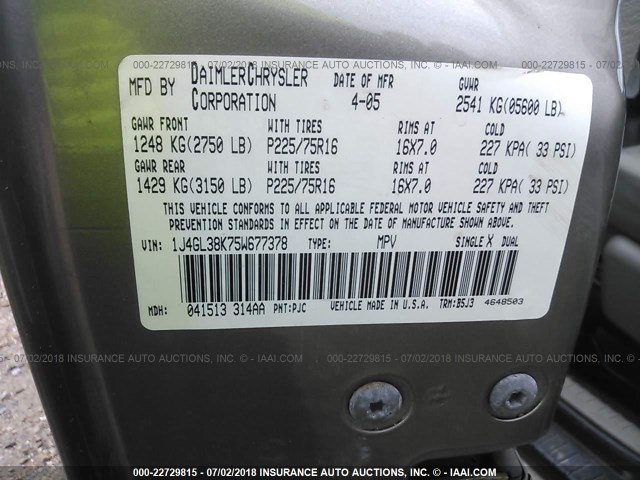 000-22729815 - 07/02/2018 INSURANCE AUTO AUCTIONS - © - IAAI.COM
MFD BY DAIMLERCHRYSLER CORPORATION DATE OF MFR 4-05 GVWR 2541 KG(05600 LB)
GAWR FRONT WITH TIRES RIMS AT COLD
1248 KG(2750 LB) P225/75R16 16X7.0 227 KPA( 33 PSI)
GAWR REAR WITH TIRES RIMS AT COLD
1429 KG(3150 LB) P225/75R16 16X7.0 227 KPA( 33 PSI)
THIS VEHICLE CONFORMS TO ALL APPLICABLE FEDERAL MOTOR VEHICLE SAFETY AND THEFT
PREVENTION STANDARDS IN EFFECT ON THE DATE OF MANUFACTURE SHOWN ABOVE.
VIN: 1J4GL38K75W677378 TYPE: MPV SINGLE X DUAL
MDH: 041513 314AA PNT:PJC VEHICLE MADE IN U.S.A. TRM:B5J3 4648503
000-22729815 - 07/02/2018 INSURANCE AUTO AUCTIONS - © - IAAI.COM
000-22729815 - 07/02/2018 INSURANCE AUTO AUCTIONS - © - IAAI.COM